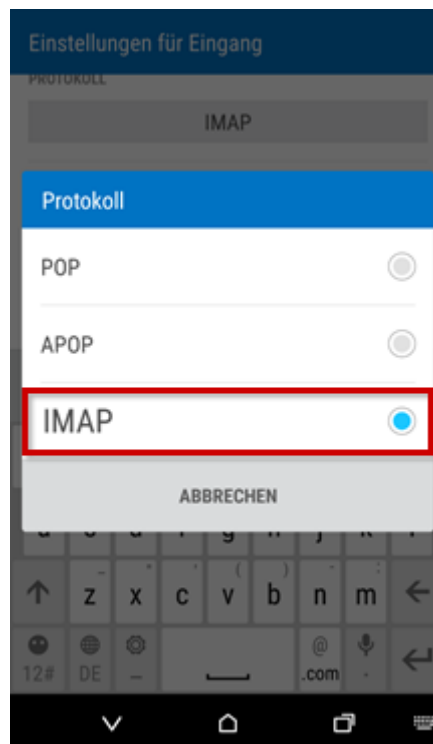 Einstellungen für Eingang
PROTOKOLL
IMAP
Protokoll
POP
APOP
IMAP
ABBRECHEN
z x c v b n m
12# DE .com